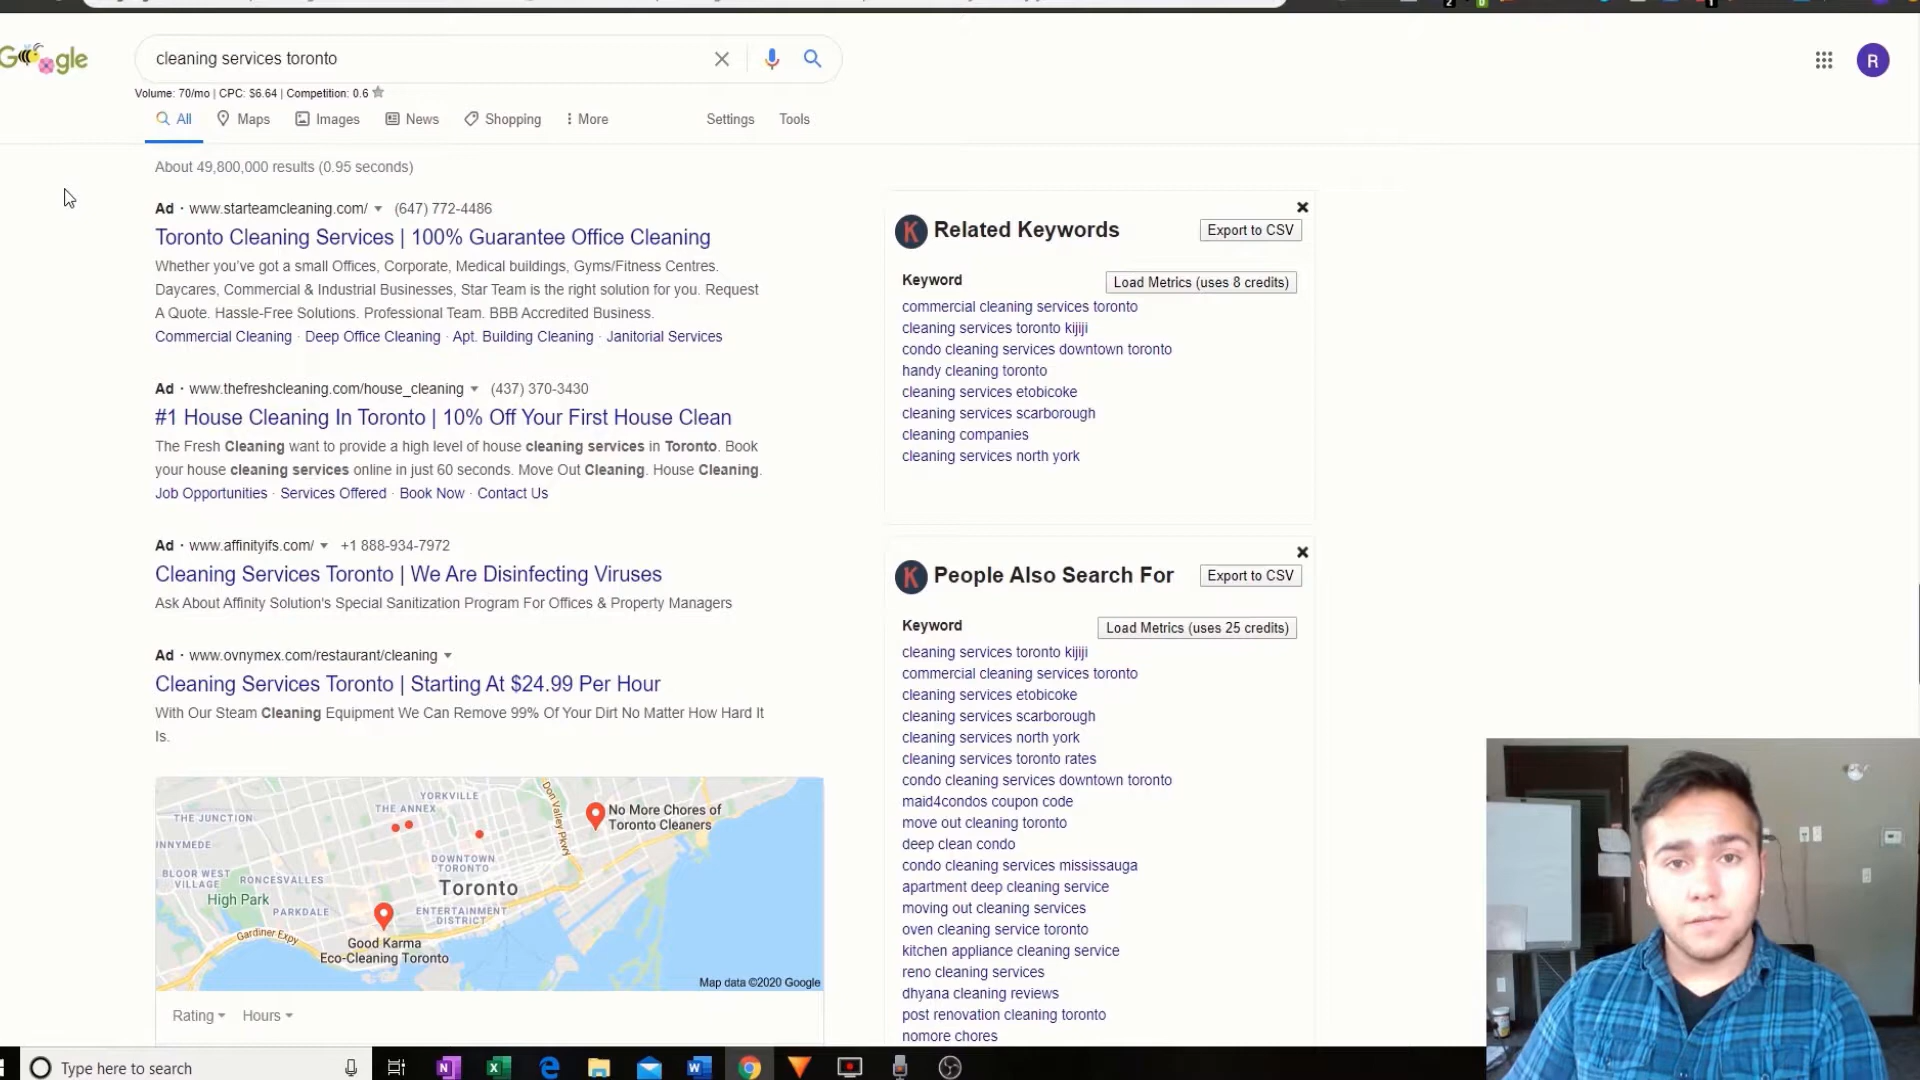 Google
cleaning services toronto
R
Volume: 70/mo | CPC: $6.64 | Competition: 0.6
All
Maps
Images
News
Shopping
More
Settings
Tools
About 49,800,000 results (0.95 seconds)
Ad · www.starteamcleaning.com/ (647) 772-4486
Toronto Cleaning Services | 100% Guarantee Office Cleaning
Whether you've got a small Offices, Corporate, Medical buildings, Gyms/Fitness Centres.
Daycares, Commercial & Industrial Businesses, Star Team is the right solution for you. Request
A Quote. Hassle-Free Solutions. Professional Team. BBB Accredited Business.
Commercial Cleaning · Deep Office Cleaning · Apt. Building Cleaning · Janitorial Services
Ad · www.thefreshcleaning.com/house_cleaning (437) 370-3430
#1 House Cleaning In Toronto | 10% Off Your First House Clean
The Fresh Cleaning want to provide a high level of house cleaning services in Toronto. Book
your house cleaning services online in just 60 seconds. Move Out Cleaning. House Cleaning.
Job Opportunities · Services Offered · Book Now · Contact Us
Ad · www.affinityifs.com/ +1 888-934-7972
Cleaning Services Toronto | We Are Disinfecting Viruses
Ask About Affinity Solution's Special Sanitization Program For Offices & Property Managers
Ad · www.ovnymex.com/restaurant/cleaning
Cleaning Services Toronto | Starting At $24.99 Per Hour
With Our Steam Cleaning Equipment We Can Remove 99% Of Your Dirt No Matter How Hard It
Is.
YORKVILLE
THE ANNEX
THE JUNCTION
NNYMEDE
BLOOR WEST
VILLAGE
RONCESVALLES
High Park
PARKDALE
Gardiner Expy
DOWNTOWN
TORONTO
Toronto
ENTERTAINMENT
DISTRICT
Don Valley Pkwy
No More Chores of
Toronto Cleaners
Good Karma
Eco-Cleaning Toronto
Map data ©2020 Google
Rating
Hours
K
Related Keywords
Export to CSV
Keyword
Load Metrics (uses 8 credits)
commercial cleaning services toronto
cleaning services toronto kijiji
condo cleaning services downtown toronto
handy cleaning toronto
cleaning services etobicoke
cleaning services scarborough
cleaning companies
cleaning services north york
K
People Also Search For
Export to CSV
Keyword
Load Metrics (uses 25 credits)
cleaning services toronto kijiji
commercial cleaning services toronto
cleaning services etobicoke
cleaning services scarborough
cleaning services north york
cleaning services toronto rates
condo cleaning services downtown toronto
maid4condos coupon code
move out cleaning toronto
deep clean condo
condo cleaning services mississauga
apartment deep cleaning service
moving out cleaning services
oven cleaning service toronto
kitchen appliance cleaning service
reno cleaning services
dhyana cleaning reviews
post renovation cleaning toronto
nomore chores
Type here to search